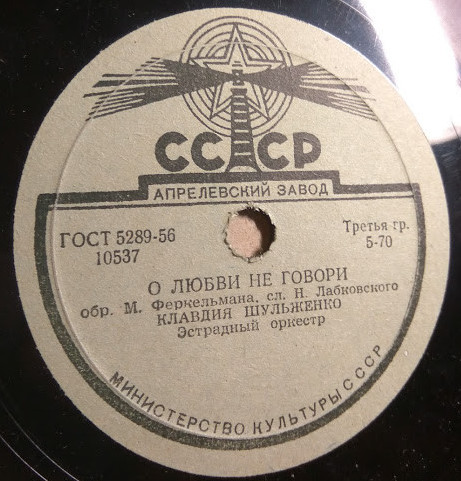 СССР
АПРЕЛЕВСКИЙ ЗАВОД
ГОСТ 5289-56
10537
Третья гр.
5-70
О ЛЮБВИ НЕ ГОВОРИ
обр. М. Феркельмана, сл. Н. Лабковского
КЛАВДИЯ ШУЛЬЖЕНКО
Эстрадный оркестр
МИНИСТЕРСТВО КУЛЬТУРЫ СССР